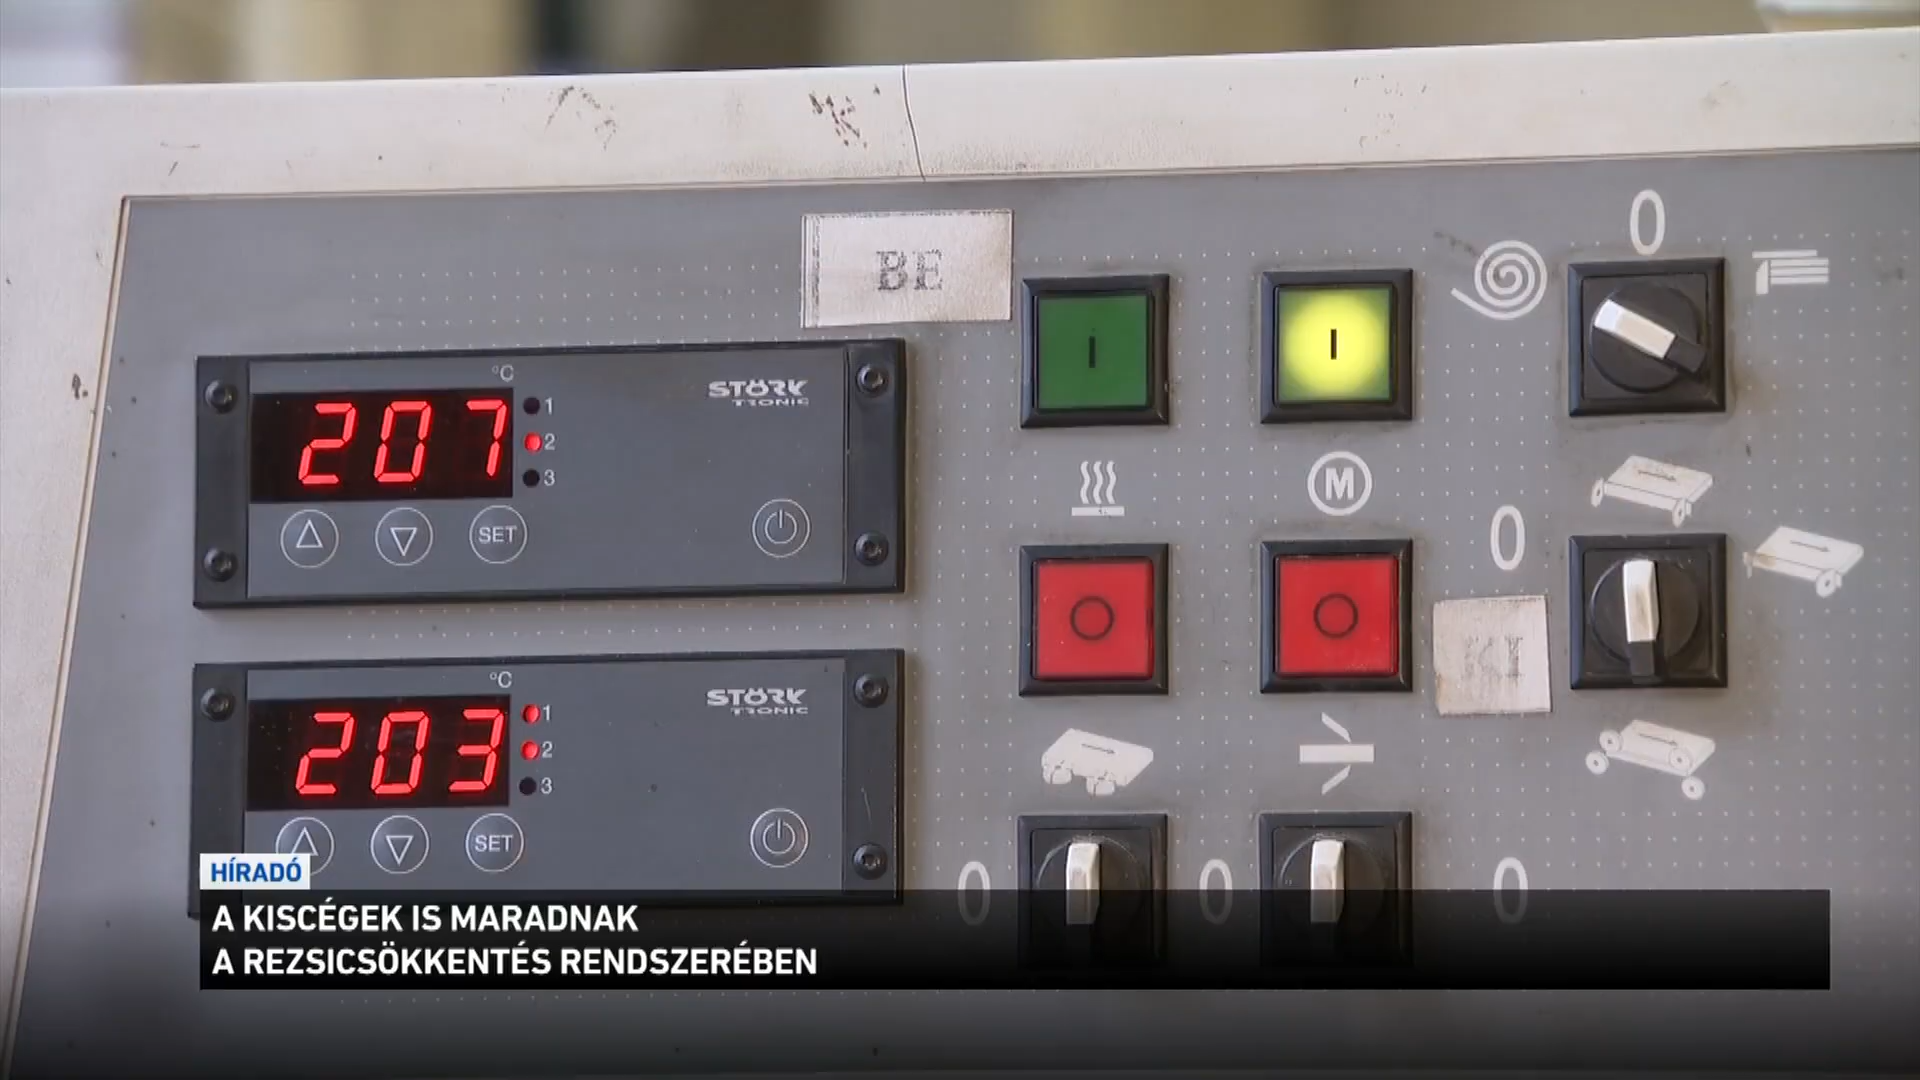 BE
0
°C
207
1
2
3
STÖRK
TRONIC
SET
I
I
M
0
KI
°C
203
1
2
3
STÖRK
TRONIC
SET
O
O
0
0
0
HÍRADÓ
A KISCÉGEK IS MARADNAK
A REZSICSÖKKENTÉS RENDSZERÉBEN